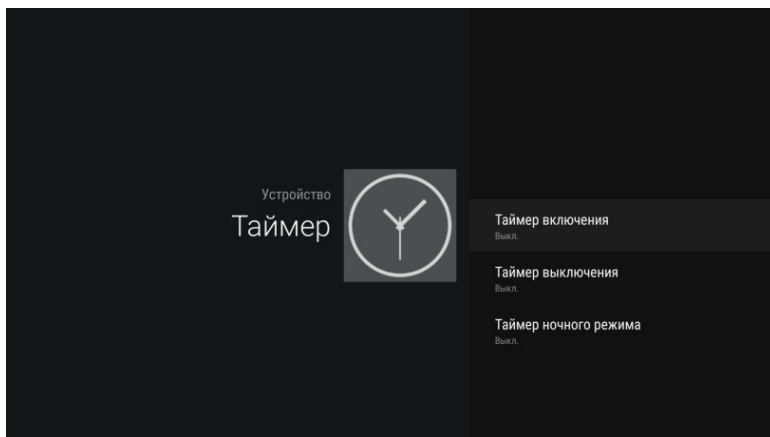 Устройство
Таймер
Таймер включения
Выкл.
Таймер выключения
Выкл.
Таймер ночного режима
Выкл.